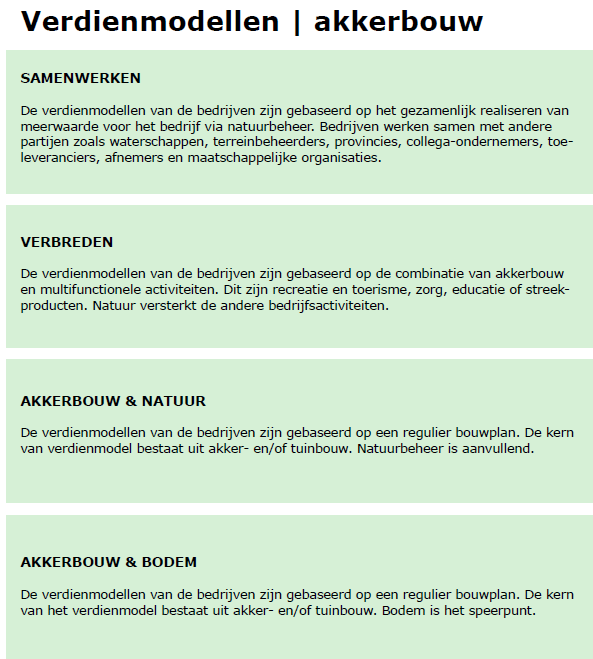 Verdienmodellen | akkerbouw
SAMENWERKEN
De verdienmodellen van de bedrijven zijn gebaseerd op het gezamenlijk realiseren van
meerwaarde voor het bedrijf via natuurbeheer. Bedrijven werken samen met andere
partijen zoals waterschappen, terreinbeheerders, provincies, collega-ondernemers, toe-
leveranciers, afnemers en maatschappelijke organisaties.
VERBREDEN
De verdienmodellen van de bedrijven zijn gebaseerd op de combinatie van akkerbouw
en multifunctionele activiteiten. Dit zijn recreatie en toerisme, zorg, educatie of streek-
producten. Natuur versterkt de andere bedrijfsactiviteiten.
AKKERBOUW & NATUUR
De verdienmodellen van de bedrijven zijn gebaseerd op een regulier bouwplan. De kern
van verdienmodel bestaat uit akker- en/of tuinbouw. Natuurbeheer is aanvullend.
AKKERBOUW & BODEM
De verdienmodellen van de bedrijven zijn gebaseerd op een regulier bouwplan. De kern
van het verdienmodel bestaat uit akker- en/of tuinbouw. Bodem is het speerpunt.